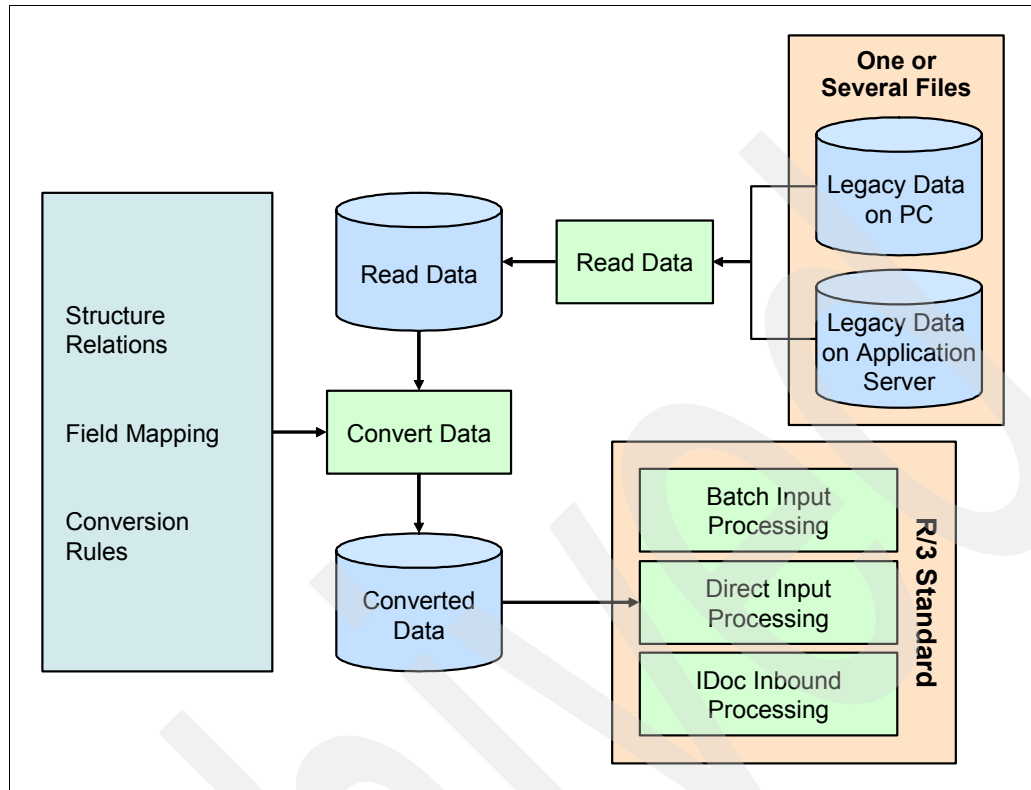 One or
Several Files
Legacy Data
on PC
Legacy Data
on Application
Server
Read Data
Read Data
Structure
Relations
Field Mapping
Conversion
Rules
Convert Data
Converted
Data
Batch Input
Processing
Direct Input
Processing
IDoc Inbound
Processing
R/3 Standard